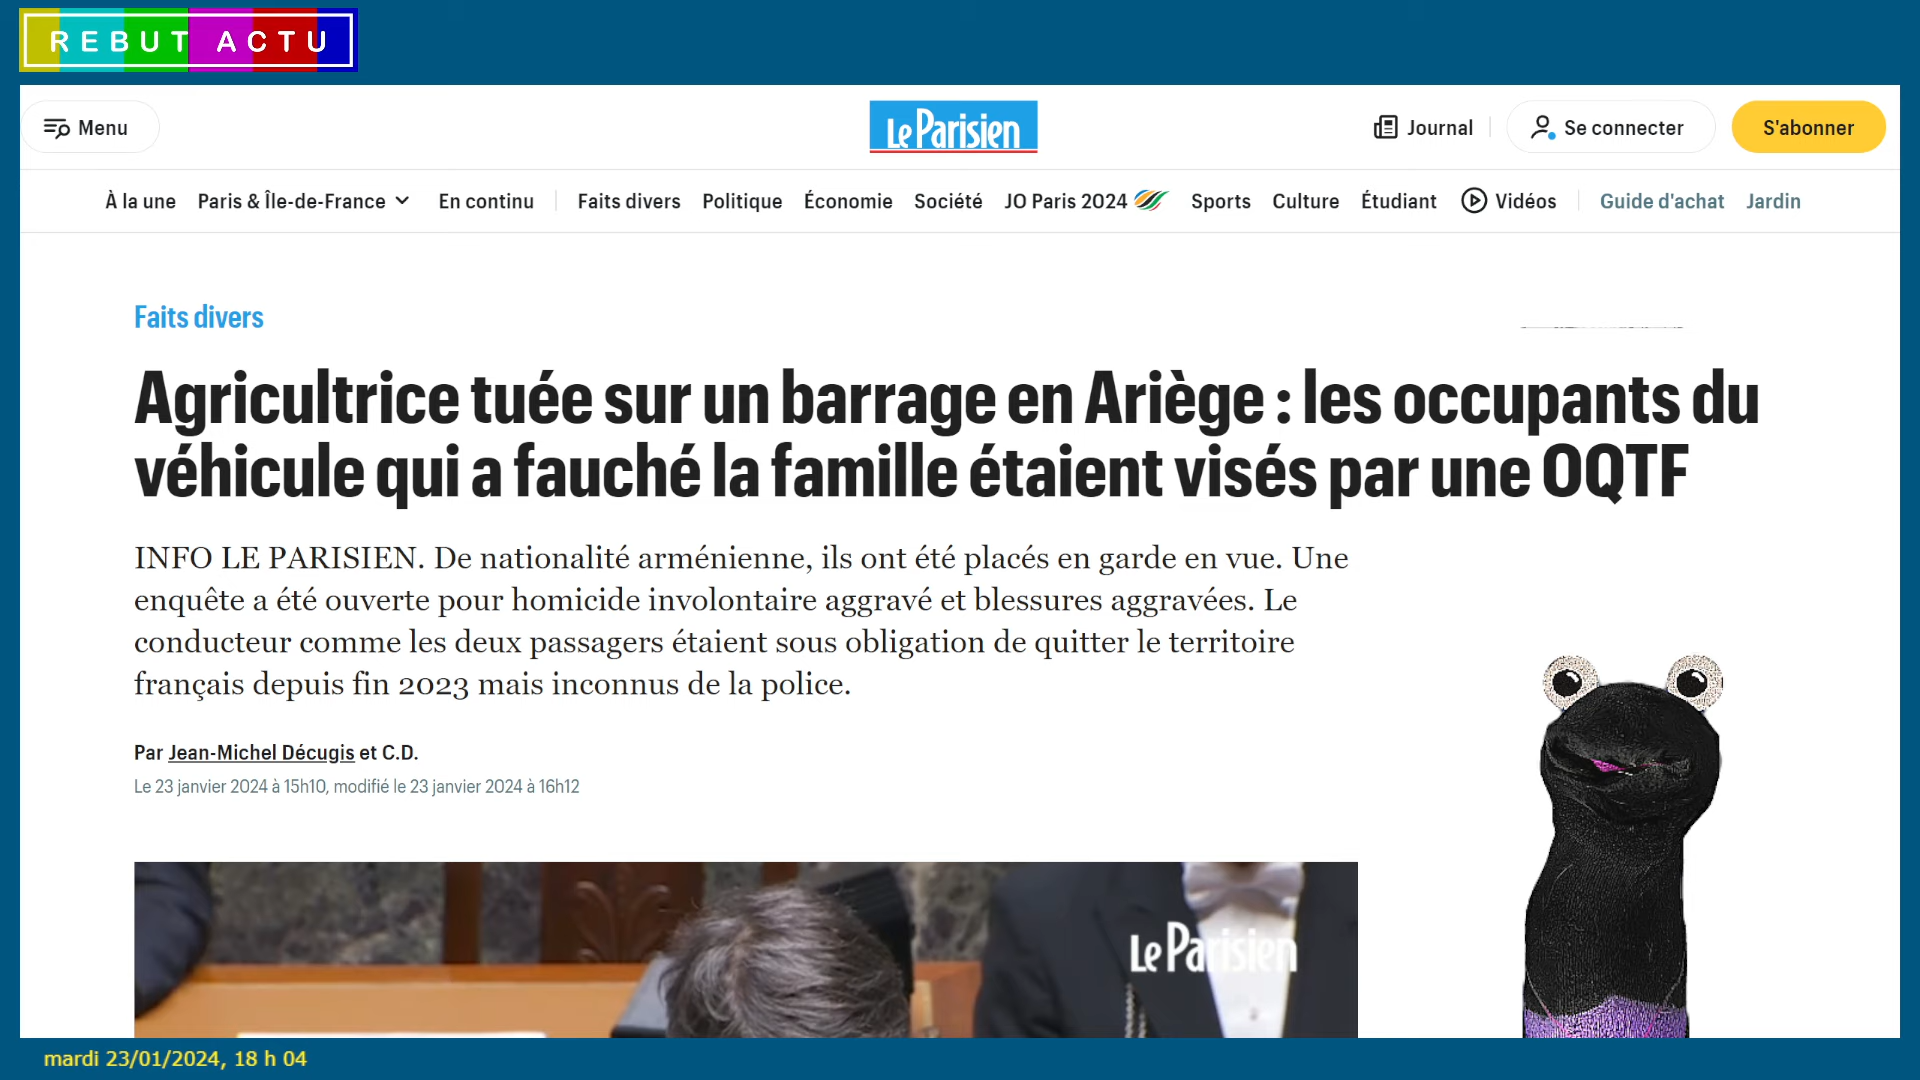 REBUT ACTU
Menu
Le Parisien
Journal
Se connecter
S'abonner
À la une
Paris & Île-de-France
En continu
Faits divers
Politique
Économie
Société
JO Paris 2024
Sports
Culture
Étudiant
Vidéos
Guide d'achat
Jardin
Faits divers
Agricultrice tuée sur un barrage en Ariège : les occupants du
véhicule qui a fauché la famille étaient visés par une OQTF
INFO LE PARISIEN. De nationalité arménienne, ils ont été placés en garde en vue. Une
enquête a été ouverte pour homicide involontaire aggravé et blessures aggravées. Le
conducteur comme les deux passagers étaient sous obligation de quitter le territoire
français depuis fin 2023 mais inconnus de la police.
Par Jean-Michel Décugis et C.D.
Le 23 janvier 2024 à 15h10, modifié le 23 janvier 2024 à 16h12
Le Parisien
mardi 23/01/2024, 18 h 04